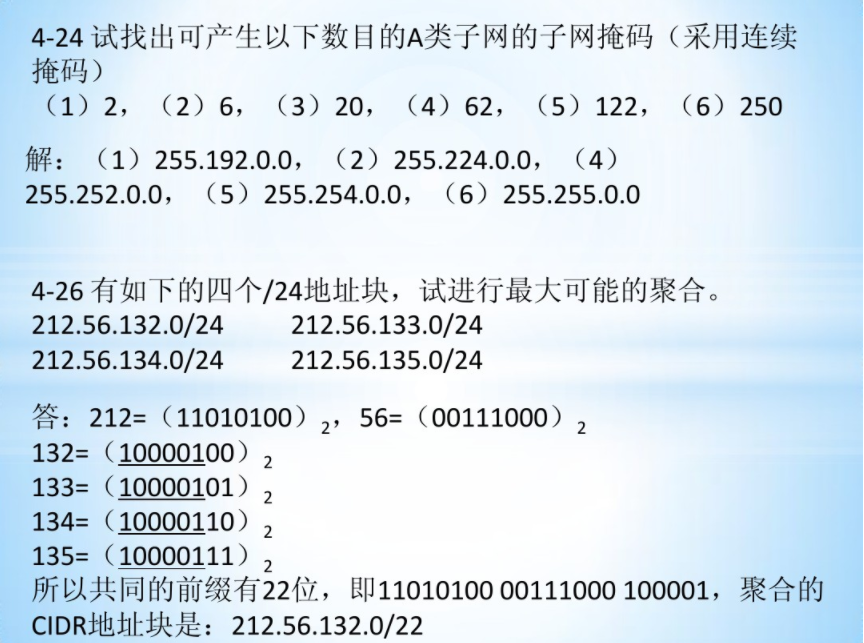 4-24 试找出可产生以下数目的A类子网的子网掩码（采用连续
掩码）
（1）2，（2）6，（3）20，（4）62，（5）122，（6）250
解：（1）255.192.0.0，（2）255.224.0.0，（4）
255.252.0.0，（5）255.254.0.0，（6）255.255.0.0
4-26 有如下的四个/24地址块，试进行最大可能的聚合。
212.56.132.0/24 212.56.133.0/24
212.56.134.0/24 212.56.135.0/24
答：212=（11010100）2，56=（00111000）2
132=（10000100）2
133=（10000101）2
134=（10000110）2
135=（10000111）2
所以共同的前缀有22位，即11010100 00111000 100001，聚合的
CIDR地址块是：212.56.132.0/22